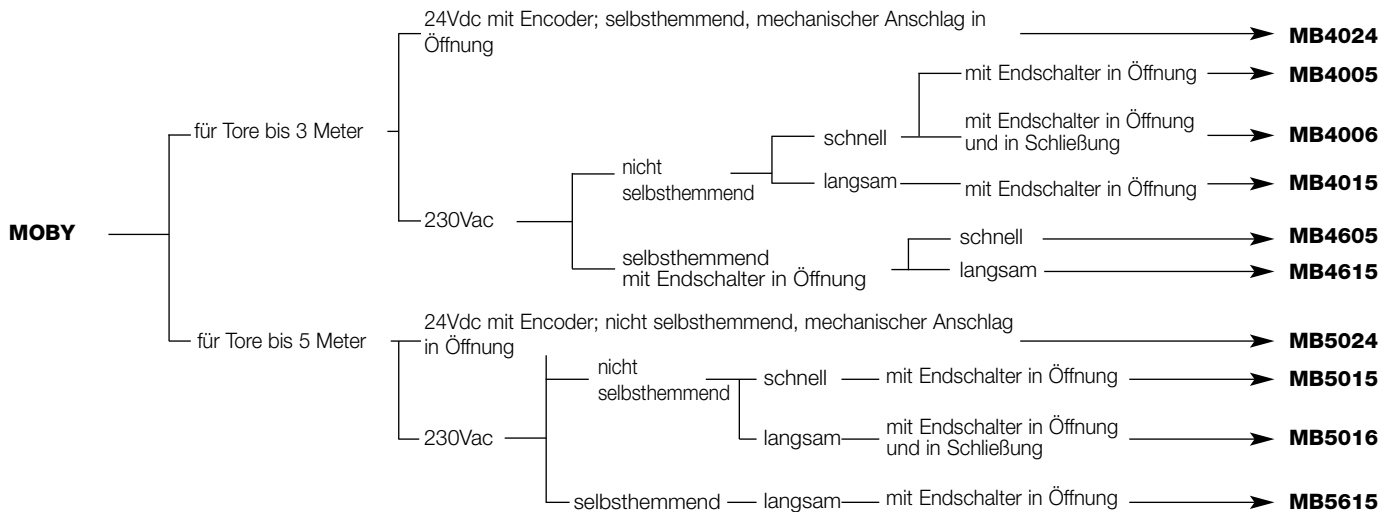 24Vdc mit Encoder; selbsthemmend, mechanischer Anschlag in
Öffnung
MB4024
mit Endschalter in Öffnung
MB4005
für Tore bis 3 Meter
schnell
mit Endschalter in Öffnung
und in Schließung
MB4006
nicht
selbsthemmend
langsam
mit Endschalter in Öffnung
MB4015
MOBY
230Vac
schnell
MB4605
selbsthemmend
mit Endschalter in Öffnung
langsam
MB4615
für Tore bis 5 Meter
24Vdc mit Encoder; nicht selbsthemmend, mechanischer Anschlag
in Öffnung
MB5024
nicht
selbsthemmend
schnell
mit Endschalter in Öffnung
MB5015
230Vac
langsam
mit Endschalter in Öffnung
und in Schließung
MB5016
selbsthemmend
langsam
mit Endschalter in Öffnung
MB5615